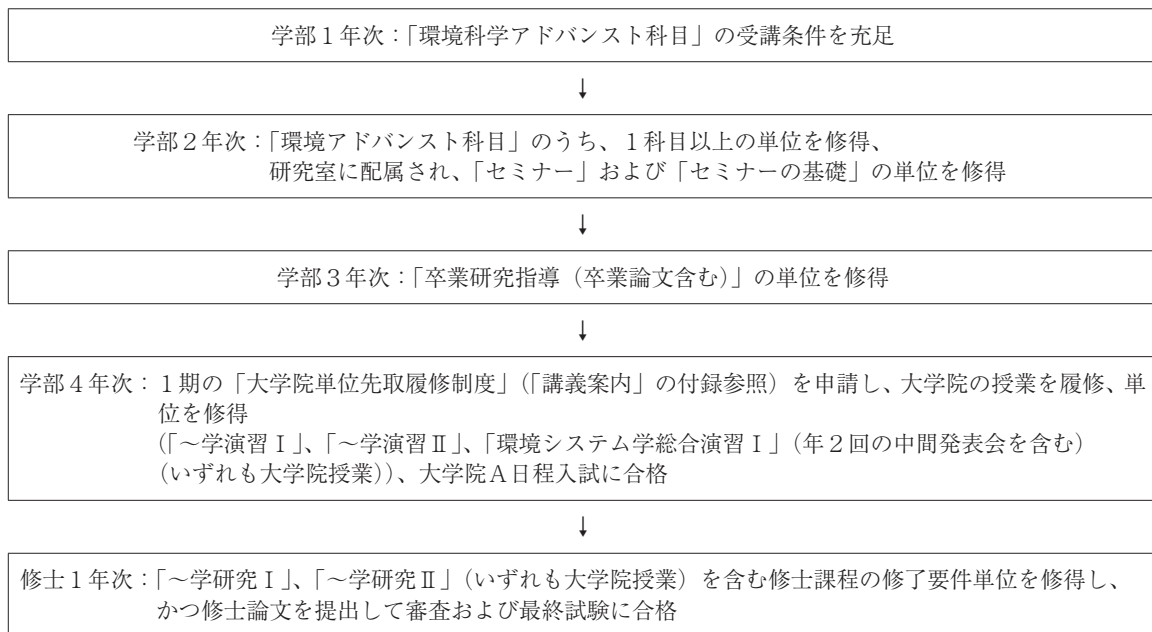 学部１年次：「環境科学アドバンスト科目」の受講条件を充足
↓
学部２年次：「環境アドバンスト科目」のうち、１科目以上の単位を修得、
研究室に配属され、「セミナー」および「セミナーの基礎」の単位を修得
↓
学部３年次：「卒業研究指導（卒業論文含む）」の単位を修得
↓
学部４年次：１期の「大学院単位先取履修制度」（「講義案内」の付録参照）を申請し、大学院の授業を履修、単
位を修得
（「～学演習Ⅰ」、「～学演習Ⅱ」、「環境システム学総合演習Ⅰ」（年２回の中間発表会を含む）
（いずれも大学院授業））、大学院Ａ日程入試に合格
↓
修士１年次：「～学研究Ⅰ」、「～学研究Ⅱ」（いずれも大学院授業）を含む修士課程の修了要件単位を修得し、
かつ修士論文を提出して審査および最終試験に合格